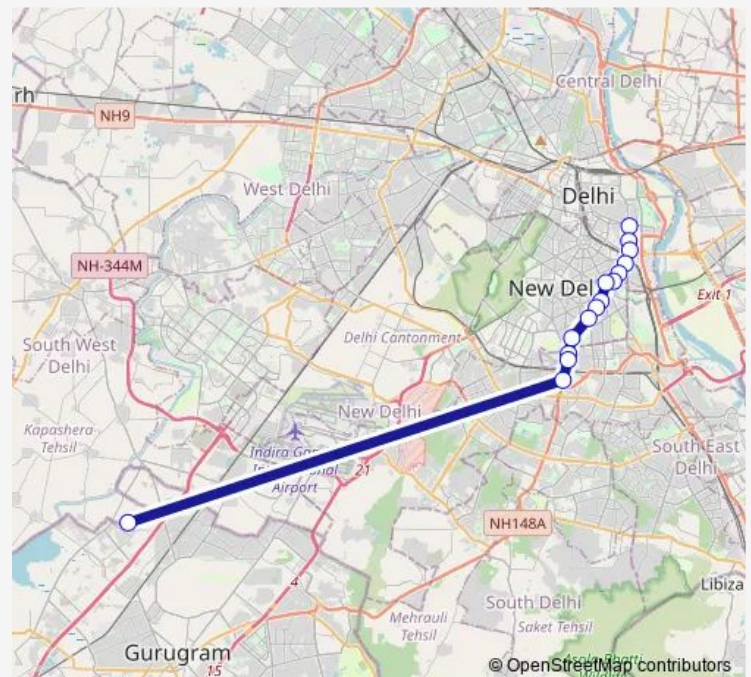 Central Delhi
rh
NH9
West Delhi
Delhi
NH-344M
New Del
Exit 1
South West
Delhi
Delhi Cantonment
New Delhi
Kapashera
Tehsil
Indira Gan
In
ional
Airport
21
South East
Delhi
NH148A
4
Libiza
South Delhi
Mehrauli
Tehsil
Saket Tehsil
Gurugram
15
© OpenStreetMap contributors